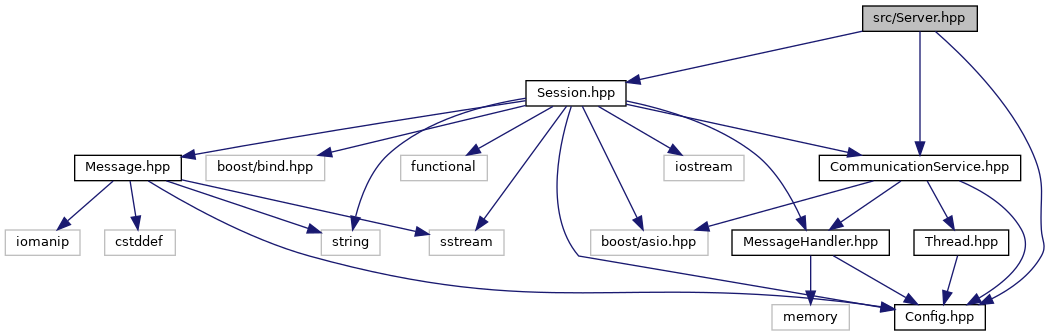 src/Server.hpp
Session.hpp
Message.hpp
boost/bind.hpp
functional
iostream
CommunicationService.hpp
iomanip
cstddef
string
sstream
boost/asio.hpp
MessageHandler.hpp
Thread.hpp
memory
Config.hpp